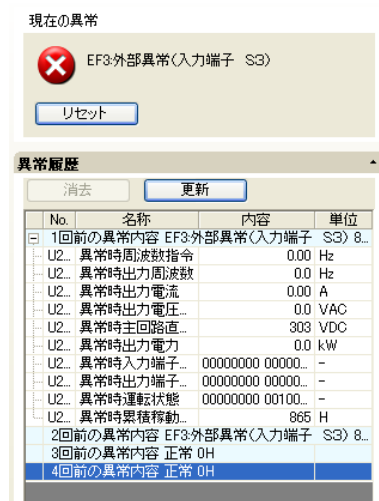 現在の異常
EF3:外部異常(入力端子 S3)
リセット
異常履歴
消去 更新
No. 名称 内容 単位
1回前の異常内容 EF3:外部異常(入力端子 S3) 8...
U2... 異常時周波数指令 0.00 Hz
U2... 異常時出力周波数 0.0 Hz
U2... 異常時出力電流 0.00 A
U2... 異常時出力電圧... 0.0 VAC
U2... 異常時主回路直... 303 VDC
U2... 異常時出力電力 0.0 kW
U2... 異常時入力端子... 00000000 00000... -
U2... 異常時出力端子... 00000000 00000... -
U2... 異常時運転状態 00000000 00100... -
U2... 異常時累積稼動... 865 H
2回前の異常内容 EF3:外部異常(入力端子 S3) 8...
3回前の異常内容 正常 0H
4回前の異常内容 正常 0H